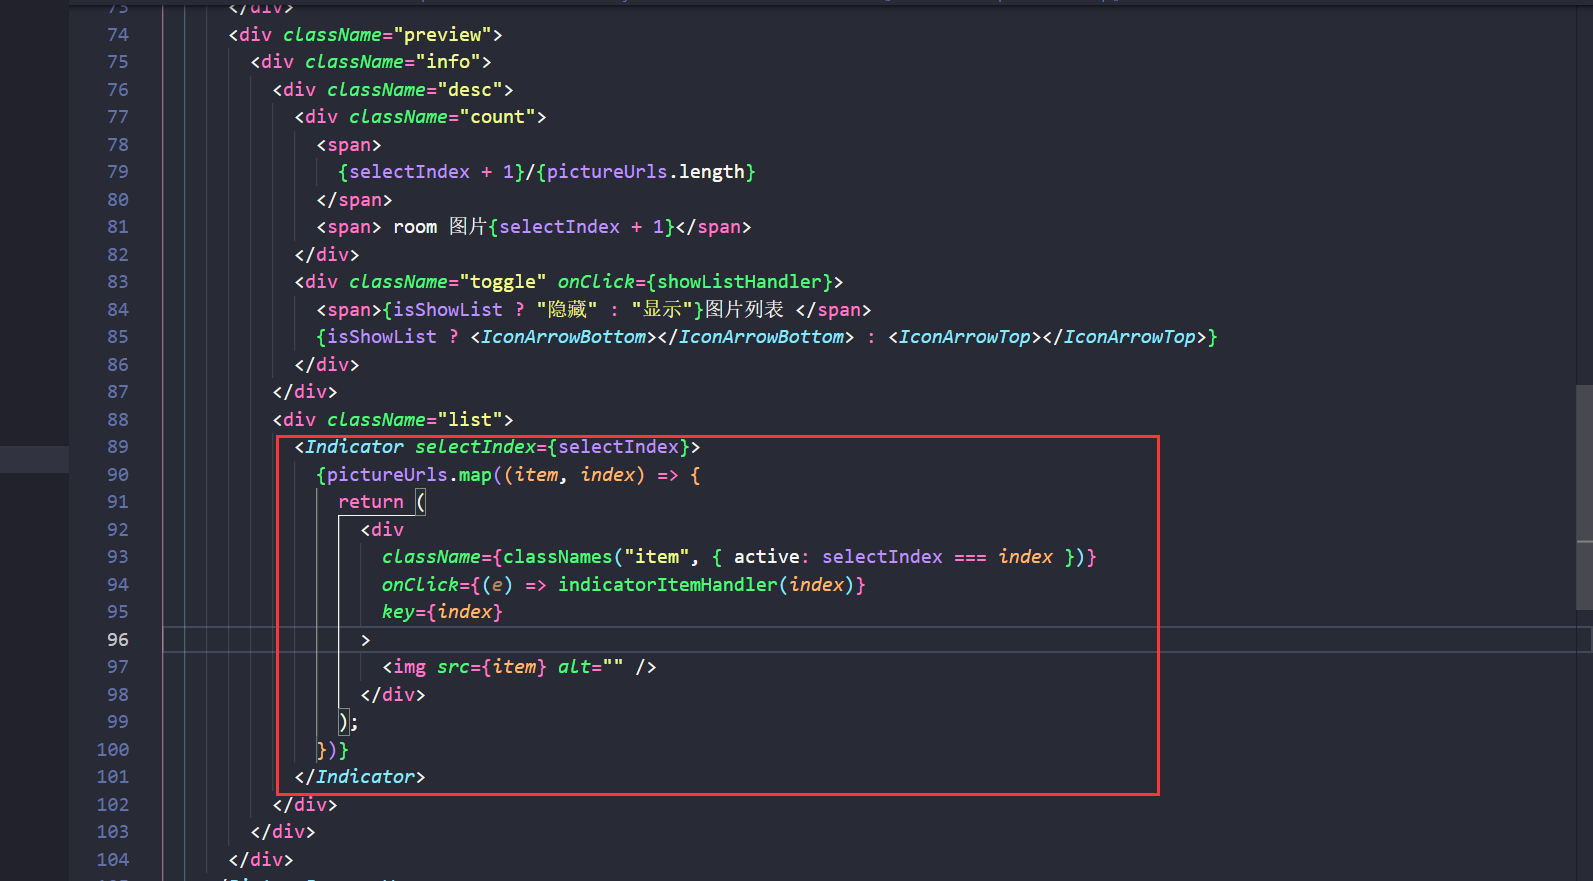 73 </div>
74 <div className="preview">
75 <div className="info">
76 <div className="desc">
77 <div className="count">
78 <span>
79 {selectIndex + 1}/{pictureUrls.length}
80 </span>
81 <span> room 图片{selectIndex + 1}</span>
82 </div>
83 <div className="toggle" onClick={showListHandler}>
84 <span>{isShowList ? "隐藏" : "显示"}图片列表 </span>
85 {isShowList ? <IconArrowBottom></IconArrowBottom> : <IconArrowTop></IconArrowTop>}
86 </div>
87 </div>
88 <div className="list">
89 <Indicator selectIndex={selectIndex}>
90 {pictureUrls.map((item, index) => {
91 return (
92 <div
93 className={classNames("item", { active: selectIndex === index })}
94 onClick={(e) => indicatorItemHandler(index)}
95 key={index}
96 >
97 <img src={item} alt="" />
98 </div>
99 );
100 })}
101 </Indicator>
102 </div>
103 </div>
104 </div>